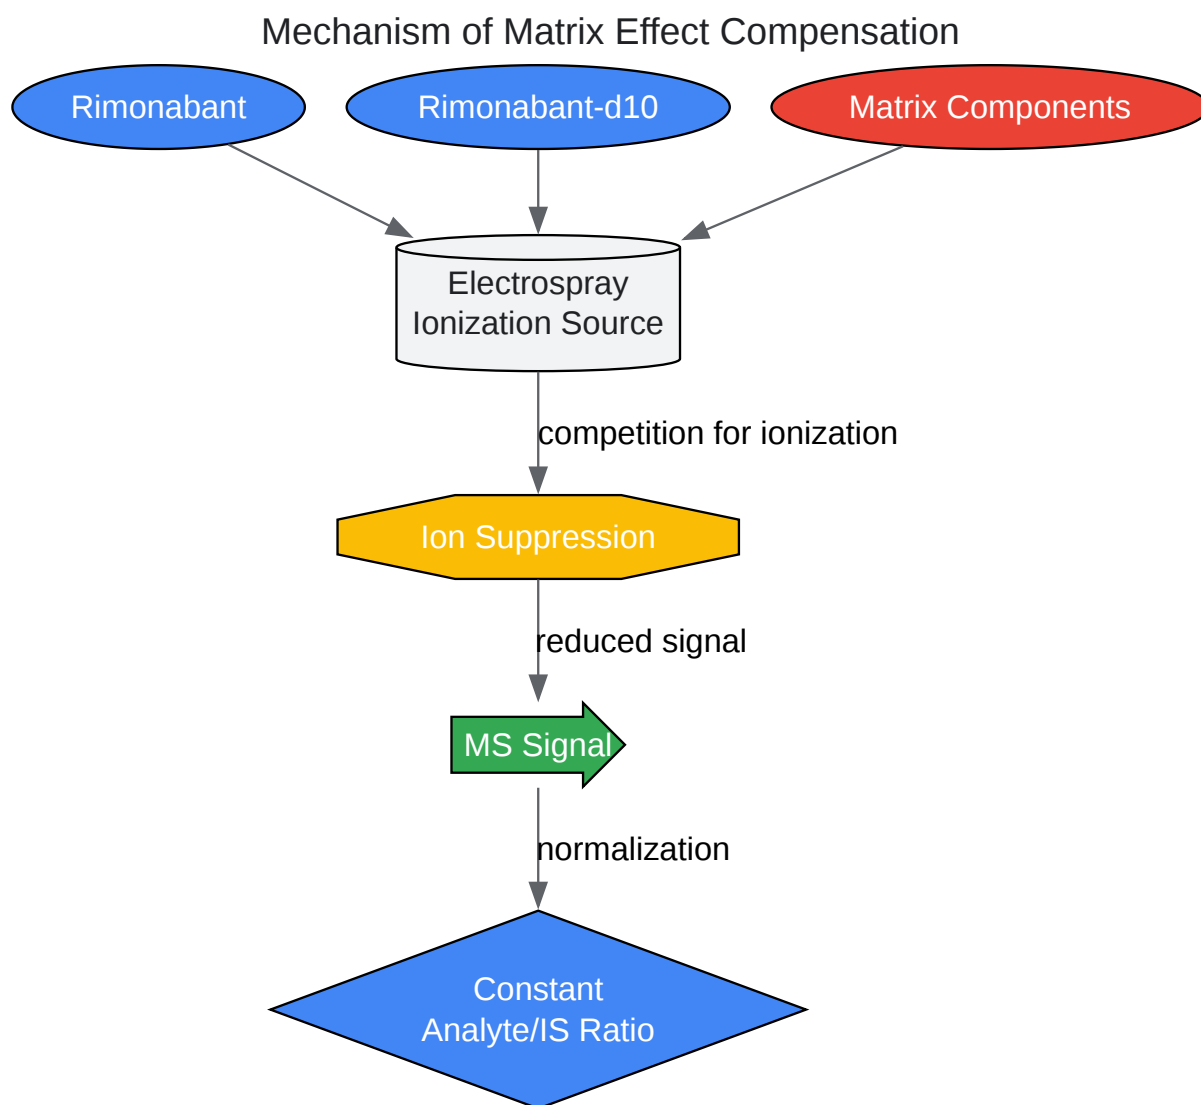 Mechanism of Matrix Effect Compensation
Rimonabant
Rimonabant-d10
Matrix Components
Electrospray
Ionization Source
competition for ionization
Ion Suppression
reduced signal
MS Signal
normalization
Constant
Analyte/IS Ratio